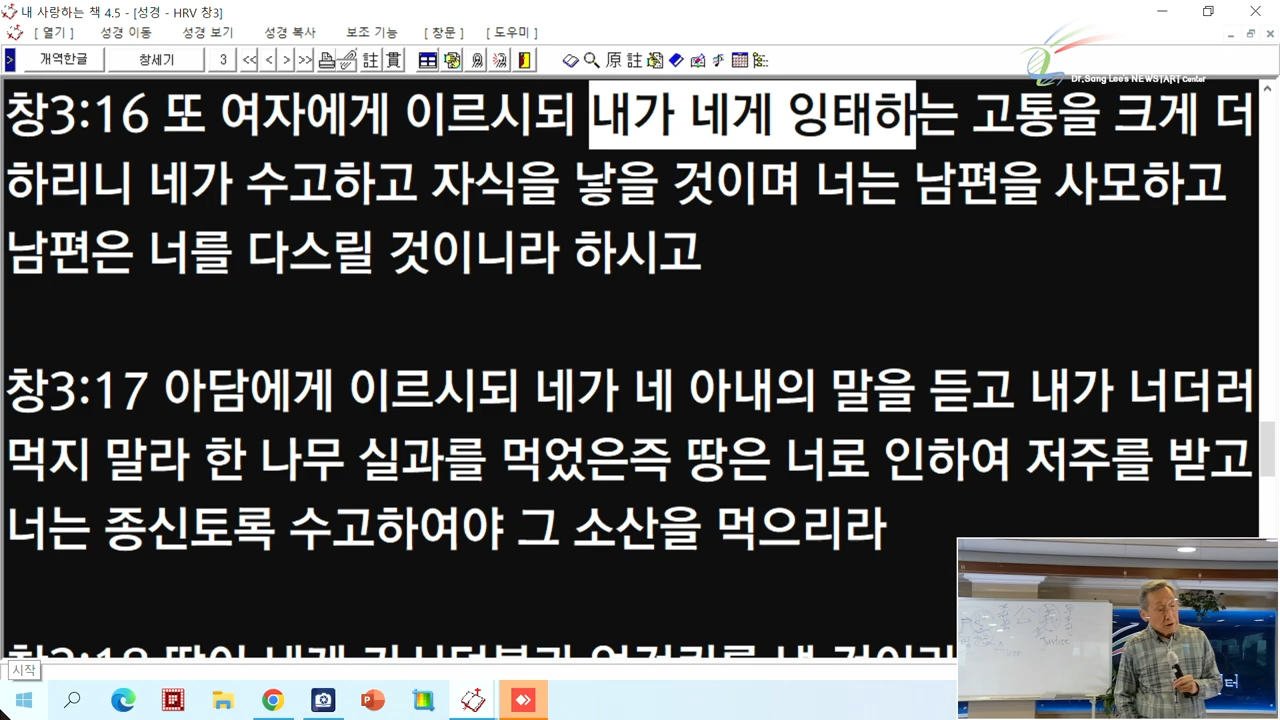 내 사랑하는 책 4.5 - [성경 - HRV 창3]
[ 열기 ] 성경 이동 성경 보기 성경 복사 보조 기능 [ 창문 ] [ 도우미 ]
> 개역한글 창세기 3 << < > >> 註 貫 原 註
Dr. Sang Lee's NEWSTART Center
창3:16 또 여자에게 이르시되 내가 네게 잉태하는 고통을 크게 더
하리니 네가 수고하고 자식을 낳을 것이며 너는 남편을 사모하고
남편은 너를 다스릴 것이니라 하시고
창3:17 아담에게 이르시되 네가 네 아내의 말을 듣고 내가 너더러
먹지 말라 한 나무 실과를 먹었은즉 땅은 너로 인하여 저주를 받고
너는 종신토록 수고하여야 그 소산을 먹으리라
Justice
시작